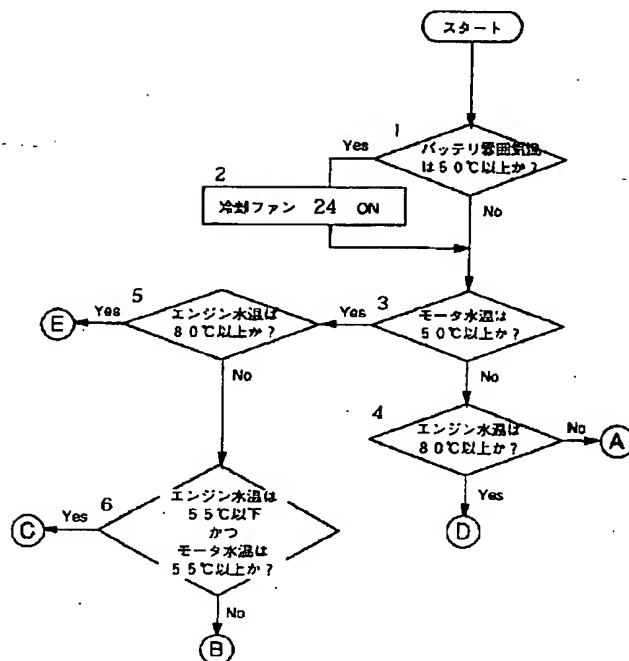 スタート
1
Yes
バッテリ雰囲気温
は50℃以上か?
2
冷却ファン 24 ON
No
5
エンジン水温は
80℃以上か?
E
Yes
Yes
3
モータ水温は
50℃以上か?
No
No
4
エンジン水温は
80℃以上か?
No
A
Yes
D
6
エンジン水温は
55℃以下
かつ
モータ水温は
55℃以上か?
C
Yes
No
B